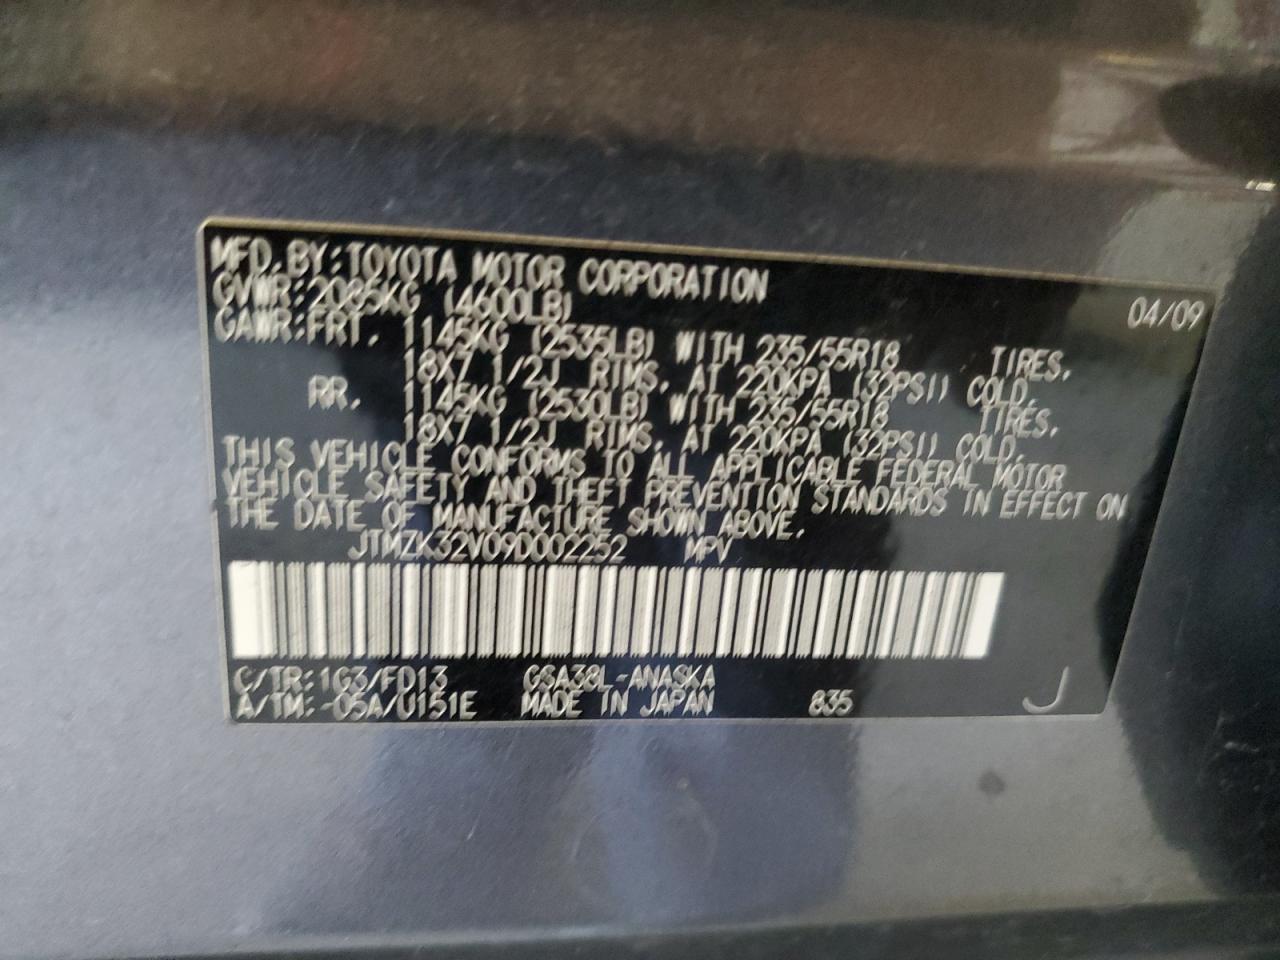 MFD.BY:TOYOTA MOTOR CORPORATION 04/09
GVWR:2085KG (4600LB)
GAWR:FRT. 1145KG (2535LB) WITH 235/55R18 TIRES,
18X7 1/2J RIMS, AT 220KPA (32PSI) COLD.
RR. 1145KG (2530LB) WITH 235/55R18 TIRES,
18X7 1/2J RIMS, AT 220KPA (32PSI) COLD.
THIS VEHICLE CONFORMS TO ALL APPLICABLE FEDERAL MOTOR
VEHICLE SAFETY AND THEFT PREVENTION STANDARDS IN EFFECT ON
THE DATE OF MANUFACTURE SHOWN ABOVE.
JTMZK32V09D002252 MPV
C/TR:1G3/FD13 GSA38L-ANASKA
A/TM:-05A/U151E MADE IN JAPAN 835 J